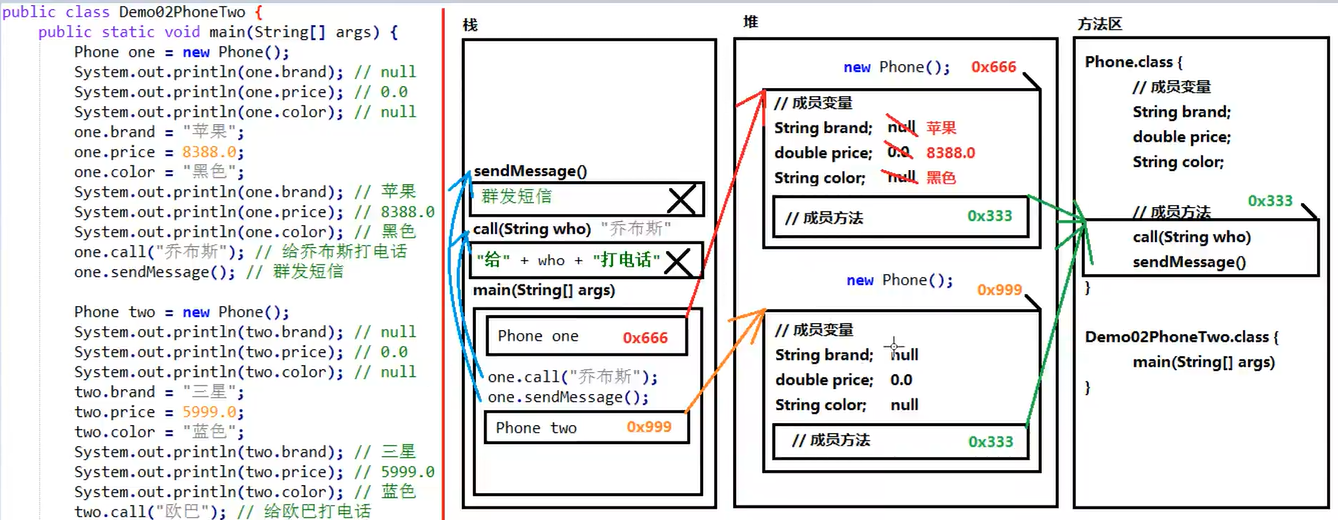 public class Demo02PhoneTwo {
public static void main(String[] args) {
Phone one = new Phone();
System.out.println(one.brand); // null
System.out.println(one.price); // 0.0
System.out.println(one.color); // null
one.brand = "苹果";
one.price = 8388.0;
one.color = "黑色";
System.out.println(one.brand); // 苹果
System.out.println(one.price); // 8388.0
System.out.println(one.color); // 黑色
one.call("乔布斯"); // 给乔布斯打电话
one.sendMessage(); // 群发短信
Phone two = new Phone();
System.out.println(two.brand); // null
System.out.println(two.price); // 0.0
System.out.println(two.color); // null
two.brand = "三星";
two.price = 5999.0;
two.color = "蓝色";
System.out.println(two.brand); // 三星
System.out.println(two.price); // 5999.0
System.out.println(two.color); // 蓝色
two.call("欧巴"); // 给欧巴打电话
栈
sendMessage()
群发短信
call(String who) "乔布斯"
"给" + who + "打电话"
main(String[] args)
Phone one 0x666
one.call("乔布斯");
one.sendMessage();
Phone two 0x999
堆
new Phone(); 0x666
// 成员变量
String brand; null 苹果
double price; 0.0 8388.0
String color; null 黑色
// 成员方法 0x333
new Phone(); 0x999
// 成员变量
String brand; null
double price; 0.0
String color; null
// 成员方法 0x333
方法区
Phone.class {
// 成员变量
String brand;
double price;
String color;
// 成员方法 0x333
call(String who)
sendMessage()
}
Demo02PhoneTwo.class {
main(String[] args)
}